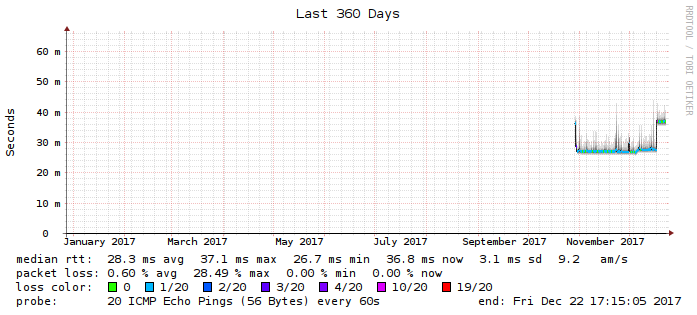 Last 360 Days
RRDTOOL / TOBI OETIKER
Seconds
60 m
50 m
40 m
30 m
20 m
10 m
0
January 2017 March 2017 May 2017 July 2017 September 2017 November 2017
median rtt: 28.3 ms avg 37.1 ms max 26.7 ms min 36.8 ms now 3.1 ms sd 9.2 am/s
packet loss: 0.60 % avg 28.49 % max 0.00 % min 0.00 % now
loss color: 0 1/20 2/20 3/20 4/20 10/20 19/20
probe: 20 ICMP Echo Pings (56 Bytes) every 60s end: Fri Dec 22 17:15:05 2017